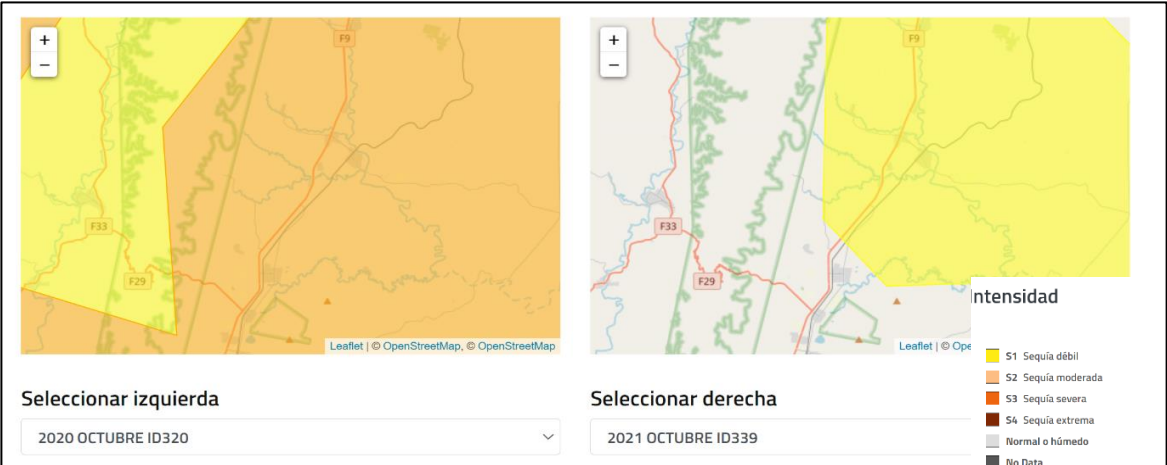 +
−
F9
F33
F29
Leaflet | © OpenStreetMap, © OpenStreetMap
Seleccionar izquierda
2020 OCTUBRE ID320
+
−
F9
F33
F29
Leaflet | © Ope
Seleccionar derecha
2021 OCTUBRE ID339
Intensidad
S1 Sequía débil
S2 Sequía moderada
S3 Sequía severa
S4 Sequía extrema
Normal o húmedo
No Data